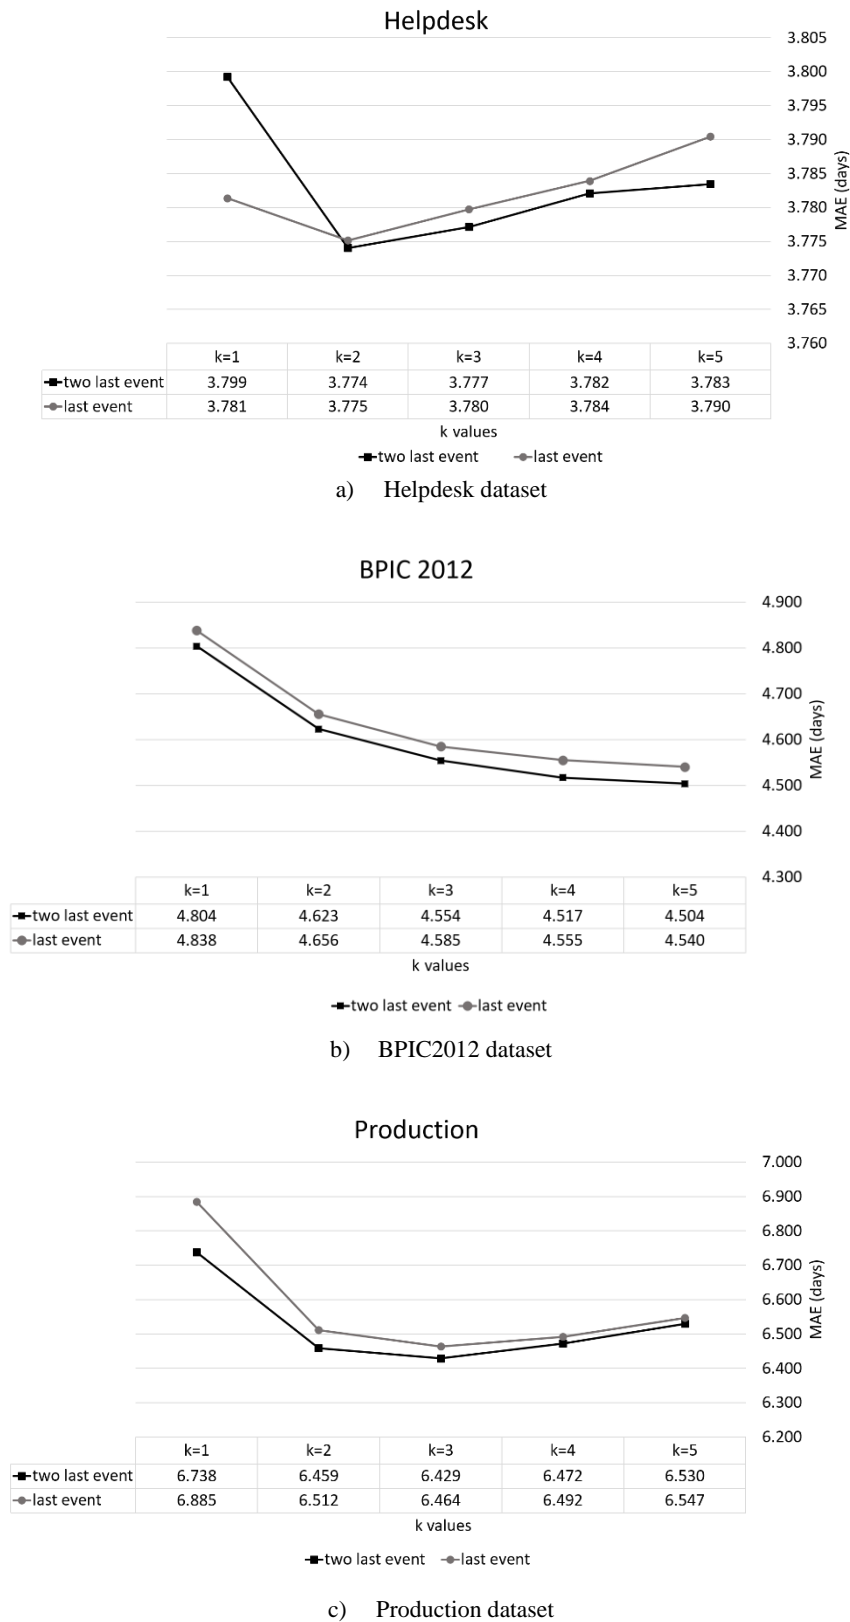 Helpdesk
3.805
3.800
3.795
3.790
3.785
3.780
3.775
3.770
3.765
3.760
MAE (days)
k=1 k=2 k=3 k=4 k=5
two last event 3.799 3.774 3.777 3.782 3.783
last event 3.781 3.775 3.780 3.784 3.790
k values
two last event last event
a) Helpdesk dataset
BPIC 2012
4.900
4.800
4.700
4.600
4.500
4.400
4.300
MAE (days)
k=1 k=2 k=3 k=4 k=5
two last event 4.804 4.623 4.554 4.517 4.504
last event 4.838 4.656 4.585 4.555 4.540
k values
two last event last event
b) BPIC2012 dataset
Production
7.000
6.900
6.800
6.700
6.600
6.500
6.400
6.300
6.200
MAE (days)
k=1 k=2 k=3 k=4 k=5
two last event 6.738 6.459 6.429 6.472 6.530
last event 6.885 6.512 6.464 6.492 6.547
k values
two last event last event
c) Production dataset